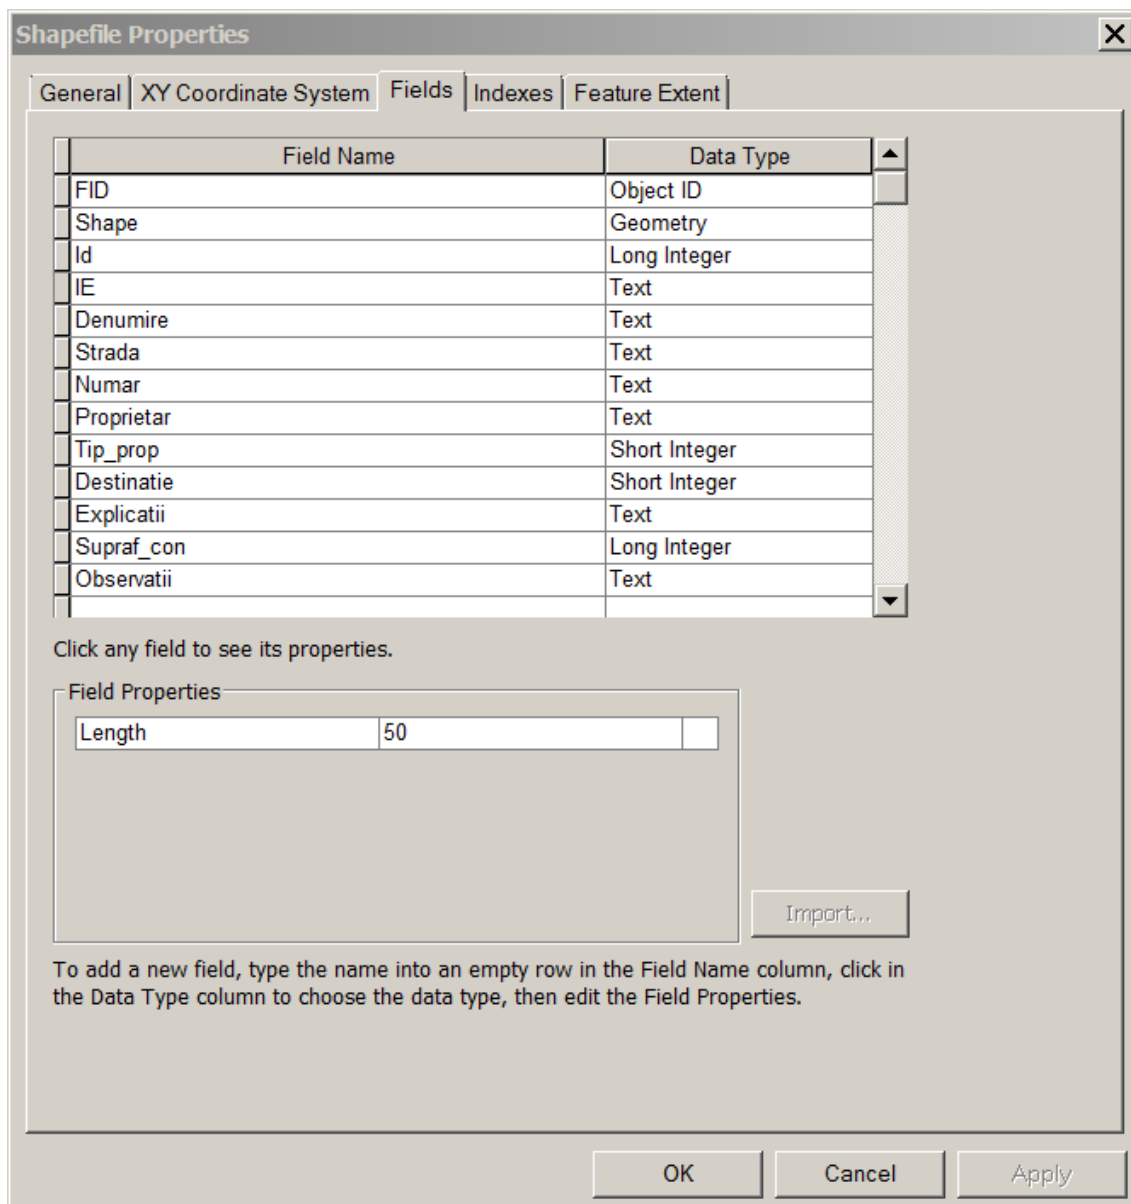 Shapefile Properties
General XY Coordinate System Fields Indexes Feature Extent
Field Name Data Type
FID Object ID
Shape Geometry
Id Long Integer
IE Text
Denumire Text
Strada Text
Numar Text
Proprietar Text
Tip_prop Short Integer
Destinatie Short Integer
Explicatii Text
Supraf_con Long Integer
Observatii Text
Click any field to see its properties.
Field Properties
Length 50
Import...
To add a new field, type the name into an empty row in the Field Name column, click in
the Data Type column to choose the data type, then edit the Field Properties.
OK Cancel Apply